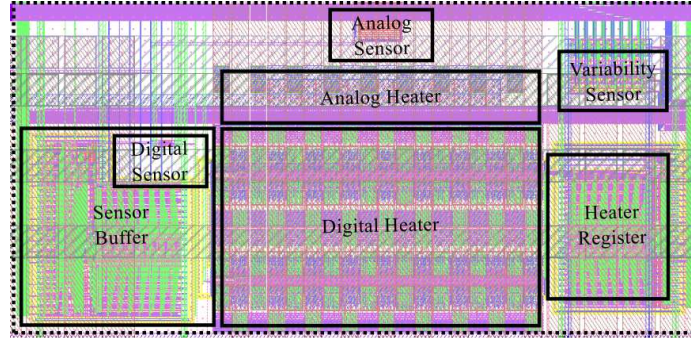 Analog
Sensor
Variability
Sensor
Analog Heater
Digital
Sensor
Sensor
Buffer
Digital Heater
Heater
Register